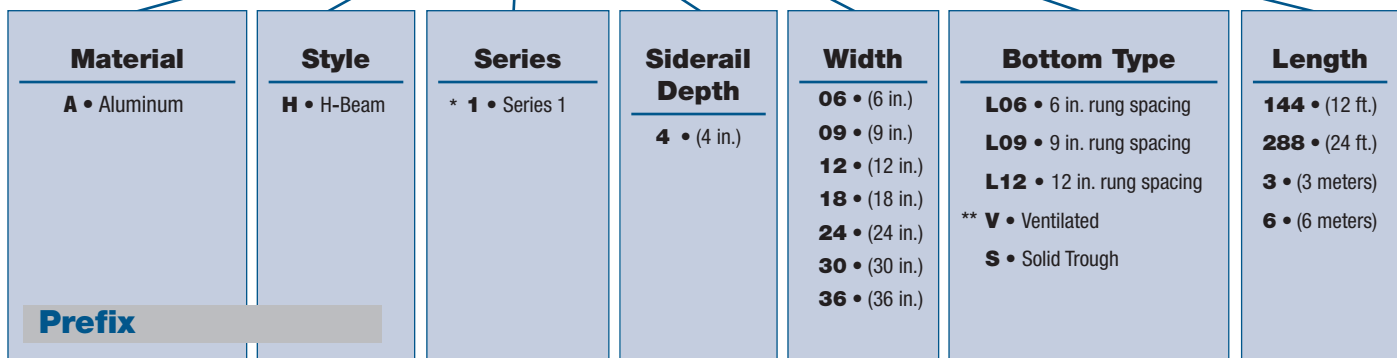 Material
A • Aluminum
Prefix
Style
H • H-Beam
Series
* 1 • Series 1
Siderail
Depth
4 • (4 in.)
Width
06 • (6 in.)
09 • (9 in.)
12 • (12 in.)
18 • (18 in.)
24 • (24 in.)
30 • (30 in.)
36 • (36 in.)
Bottom Type
L06 • 6 in. rung spacing
L09 • 9 in. rung spacing
L12 • 12 in. rung spacing
** V • Ventilated
S • Solid Trough
Length
144 • (12 ft.)
288 • (24 ft.)
3 • (3 meters)
6 • (6 meters)